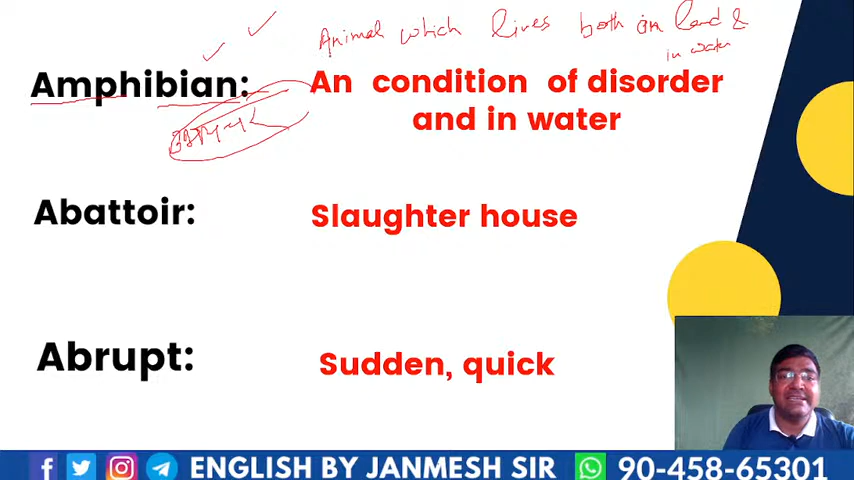 Animal which lives both on land &
in water
Amphibian: An condition of disorder
and in water
Abattoir: Slaughter house
Abrupt: Sudden, quick
ENGLISH BY JANMESH SIR 90-458-65301